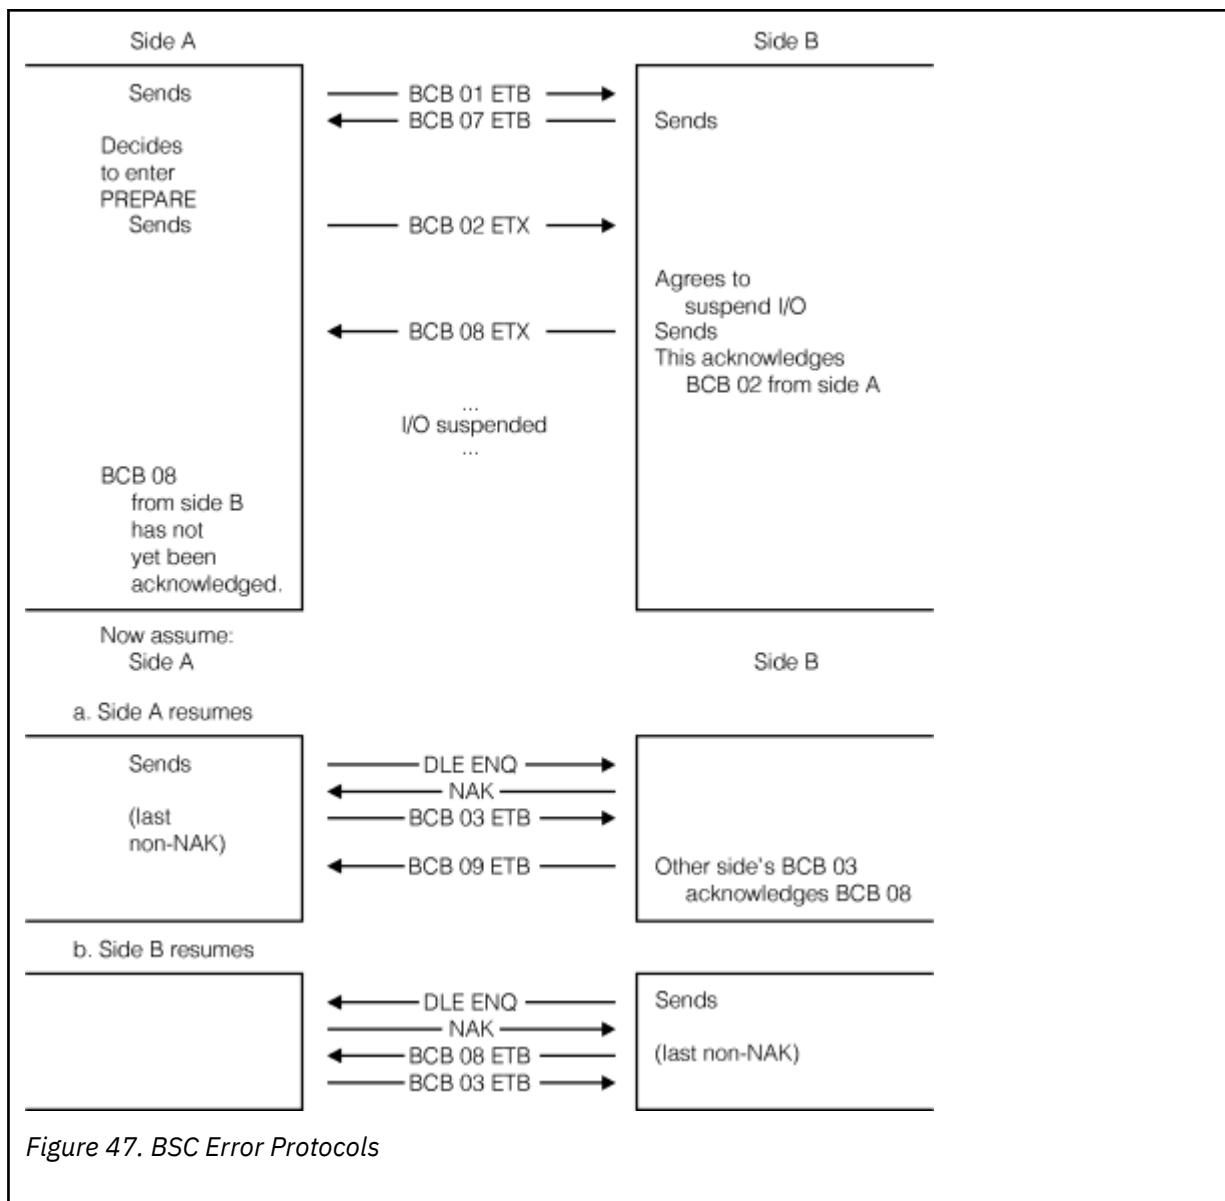 Side A
Side B
Sends
BCB 01 ETB
BCB 07 ETB
Sends
Decides
to enter
PREPARE
Sends
BCB 02 ETX
Agrees to
suspend I/O
BCB 08 ETX
Sends
This acknowledges
BCB 02 from side A
...
I/O suspended
...
BCB 08
from side B
has not
yet been
acknowledged.
Now assume:
Side A
Side B
a. Side A resumes
Sends
DLE ENQ
NAK
(last
non-NAK)
BCB 03 ETB
BCB 09 ETB
Other side's BCB 03
acknowledges BCB 08
b. Side B resumes
DLE ENQ
Sends
NAK
BCB 08 ETB
(last non-NAK)
BCB 03 ETB
Figure 47. BSC Error Protocols